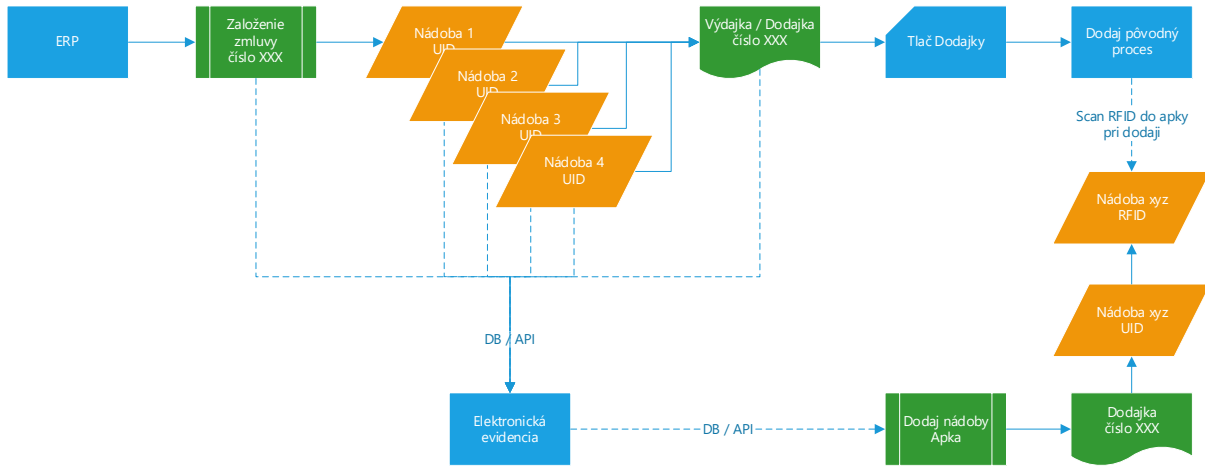 ERP
Založenie
zmluvy
číslo XXX
Nádoba 1
UID
Nádoba 2
UID
Nádoba 3
UID
Nádoba 4
UID
Výdajka / Dodajka
číslo XXX
Tlač Dodajky
Dodaj pôvodný
proces
Scan RFID do apky
pri dodaji
Nádoba xyz
RFID
Nádoba xyz
UID
DB / API
Elektronická
evidencia
DB / API
Dodaj nádoby
Apka
Dodajka
číslo XXX